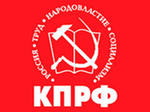 РОССИЯ • ТРУД • НАРОДОВЛАСТИЕ • СОЦИАЛИЗМ
КПРФ